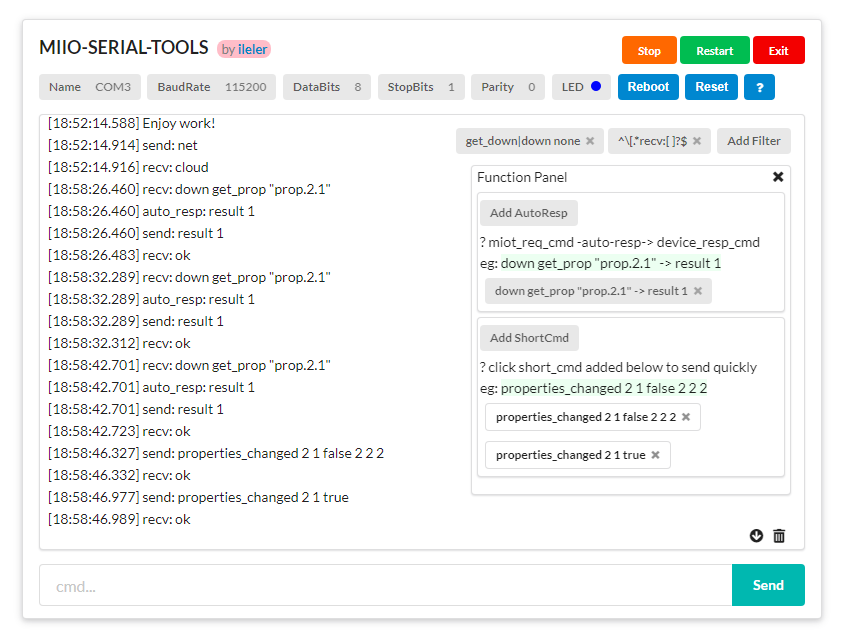 MIIO-SERIAL-TOOLS by ileler
Stop Restart Exit
Name COM3 BaudRate 115200 DataBits 8 StopBits 1 Parity 0 LED Reboot Reset ?
[18:52:14.588] Enjoy work!
[18:52:14.914] send: net
[18:52:14.916] recv: cloud
[18:58:26.460] recv: down get_prop "prop.2.1"
[18:58:26.460] auto_resp: result 1
[18:58:26.460] send: result 1
[18:58:26.483] recv: ok
[18:58:32.289] recv: down get_prop "prop.2.1"
[18:58:32.289] auto_resp: result 1
[18:58:32.289] send: result 1
[18:58:32.312] recv: ok
[18:58:42.701] recv: down get_prop "prop.2.1"
[18:58:42.701] auto_resp: result 1
[18:58:42.701] send: result 1
[18:58:42.723] recv: ok
[18:58:46.327] send: properties_changed 2 1 false 2 2 2
[18:58:46.332] recv: ok
[18:58:46.977] send: properties_changed 2 1 true
[18:58:46.989] recv: ok
get_down|down none ✖ ^\[.*recv:[ ]?$ ✖ Add Filter
Function Panel ✖
Add AutoResp
? miot_req_cmd -auto-resp-> device_resp_cmd
eg: down get_prop "prop.2.1" -> result 1
down get_prop "prop.2.1" -> result 1 ✖
Add ShortCmd
? click short_cmd added below to send quickly
eg: properties_changed 2 1 false 2 2 2
properties_changed 2 1 false 2 2 2 ✖
properties_changed 2 1 true ✖
cmd... Send